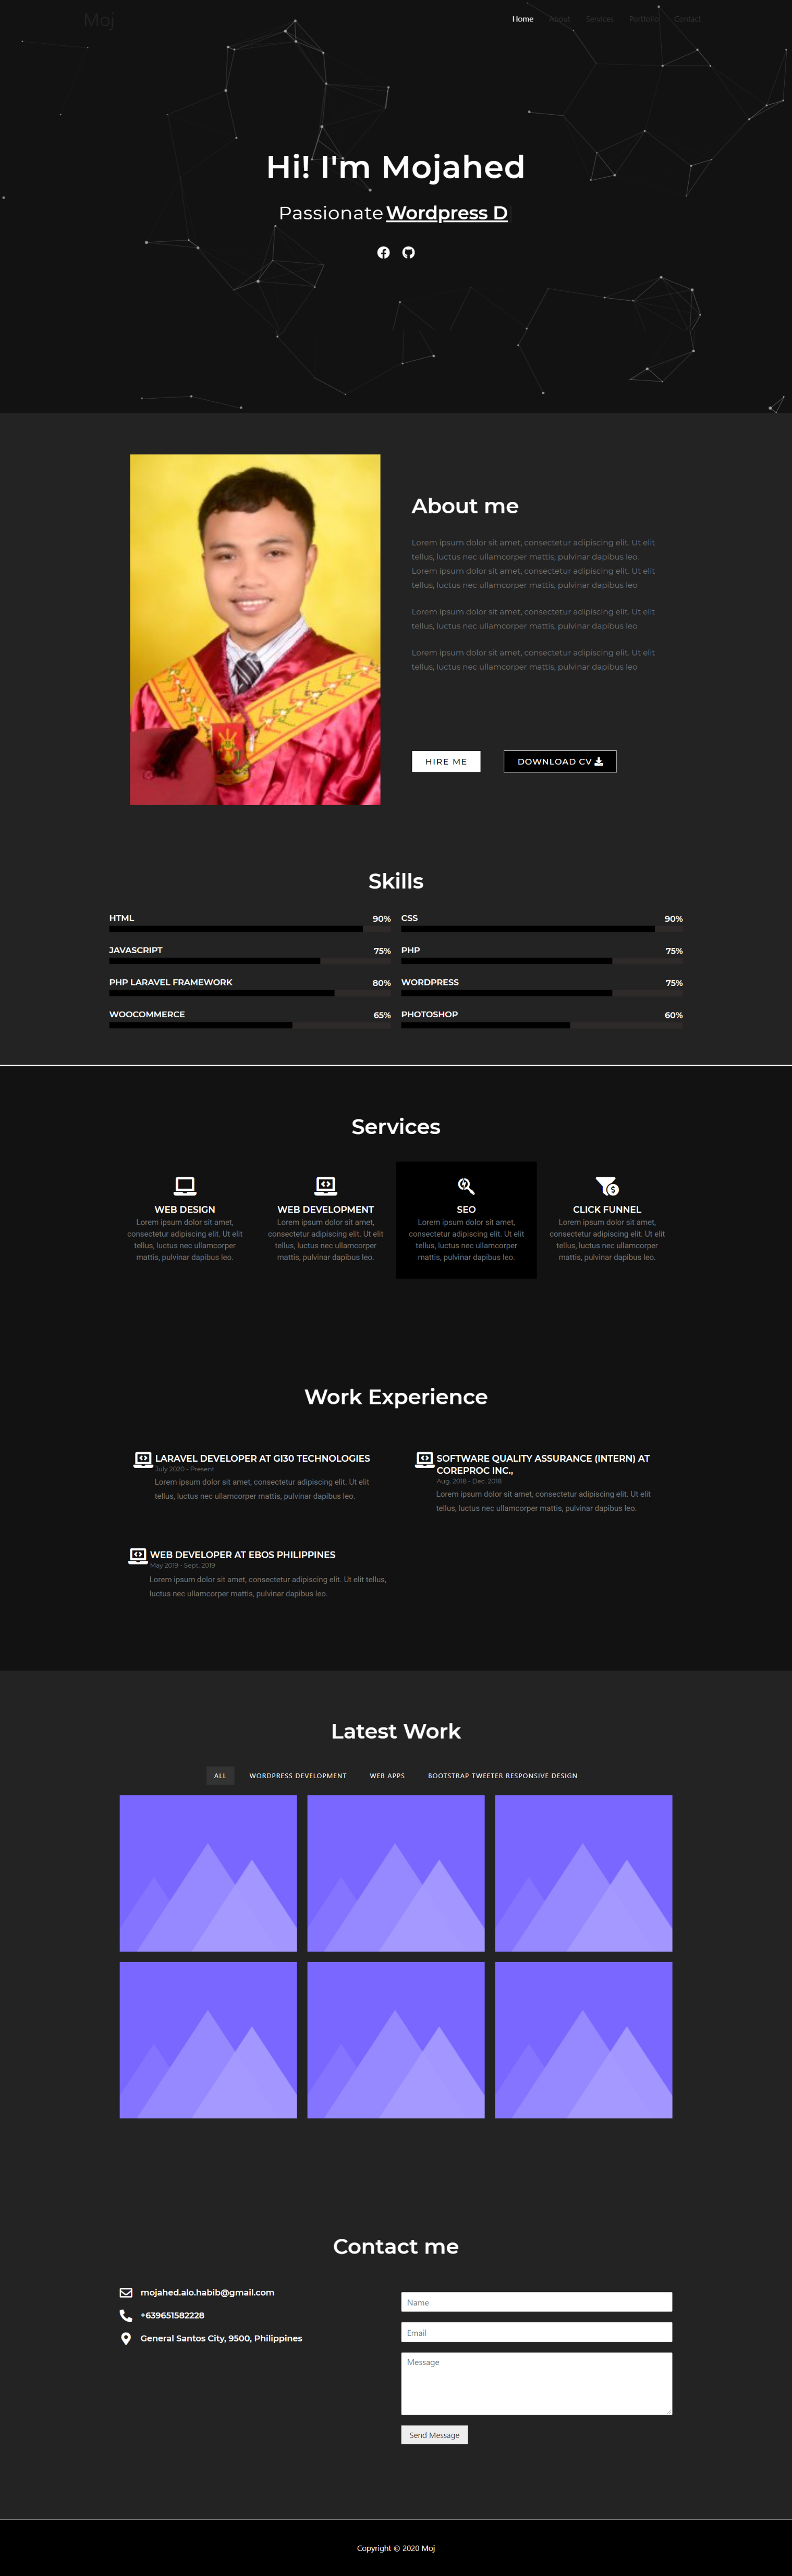 Moj
Home About Services Portfolio Contact
Hi! I'm Mojahed
Passionate Wordpress D
About me
Lorem ipsum dolor sit amet, consectetur adipiscing elit. Ut elit
tellus, luctus nec ullamcorper mattis, pulvinar dapibus leo.
Lorem ipsum dolor sit amet, consectetur adipiscing elit. Ut elit
tellus, luctus nec ullamcorper mattis, pulvinar dapibus leo
Lorem ipsum dolor sit amet, consectetur adipiscing elit. Ut elit
tellus, luctus nec ullamcorper mattis, pulvinar dapibus leo
Lorem ipsum dolor sit amet, consectetur adipiscing elit. Ut elit
tellus, luctus nec ullamcorper mattis, pulvinar dapibus leo
HIRE ME
DOWNLOAD CV
Skills
HTML 90%
CSS 90%
JAVASCRIPT 75%
PHP 75%
PHP LARAVEL FRAMEWORK 80%
WORDPRESS 75%
WOOCOMMERCE 65%
PHOTOSHOP 60%
Services
WEB DESIGN
Lorem ipsum dolor sit amet,
consectetur adipiscing elit. Ut elit
tellus, luctus nec ullamcorper
mattis, pulvinar dapibus leo.
WEB DEVELOPMENT
Lorem ipsum dolor sit amet,
consectetur adipiscing elit. Ut elit
tellus, luctus nec ullamcorper
mattis, pulvinar dapibus leo.
SEO
Lorem ipsum dolor sit amet,
consectetur adipiscing elit. Ut elit
tellus, luctus nec ullamcorper
mattis, pulvinar dapibus leo.
CLICK FUNNEL
Lorem ipsum dolor sit amet,
consectetur adipiscing elit. Ut elit
tellus, luctus nec ullamcorper
mattis, pulvinar dapibus leo.
Work Experience
LARAVEL DEVELOPER AT GI30 TECHNOLOGIES
July 2020 - Present
Lorem ipsum dolor sit amet, consectetur adipiscing elit. Ut elit
tellus, luctus nec ullamcorper mattis, pulvinar dapibus leo.
SOFTWARE QUALITY ASSURANCE (INTERN) AT
COREPROC INC.,
Aug. 2018 - Dec. 2018
Lorem ipsum dolor sit amet, consectetur adipiscing elit. Ut elit
tellus, luctus nec ullamcorper mattis, pulvinar dapibus leo.
WEB DEVELOPER AT EBOS PHILIPPINES
May 2019 - Sept. 2019
Lorem ipsum dolor sit amet, consectetur adipiscing elit. Ut elit tellus,
luctus nec ullamcorper mattis, pulvinar dapibus leo.
Latest Work
ALL WORDPRESS DEVELOPMENT WEB APPS BOOTSTRAP TWEETER RESPONSIVE DESIGN
Contact me
mojahed.alo.habib@gmail.com
+639651582228
General Santos City, 9500, Philippines
Name
Email
Message
Send Message
Copyright © 2020 Moj